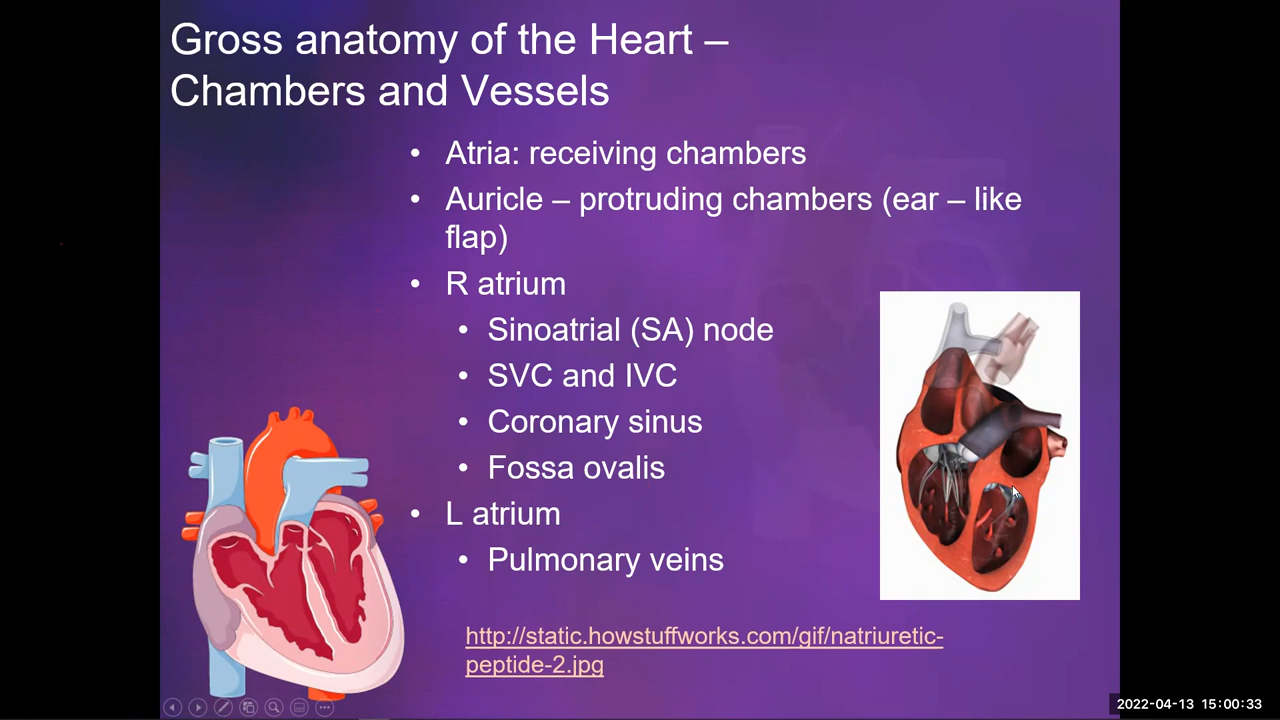 Gross anatomy of the Heart –
Chambers and Vessels
• Atria: receiving chambers
• Auricle – protruding chambers (ear – like
flap)
• R atrium
• Sinoatrial (SA) node
• SVC and IVC
• Coronary sinus
• Fossa ovalis
• L atrium
• Pulmonary veins
http://static.howstuffworks.com/gif/natriuretic-
peptide-2.jpg
2022-04-13 15:00:33